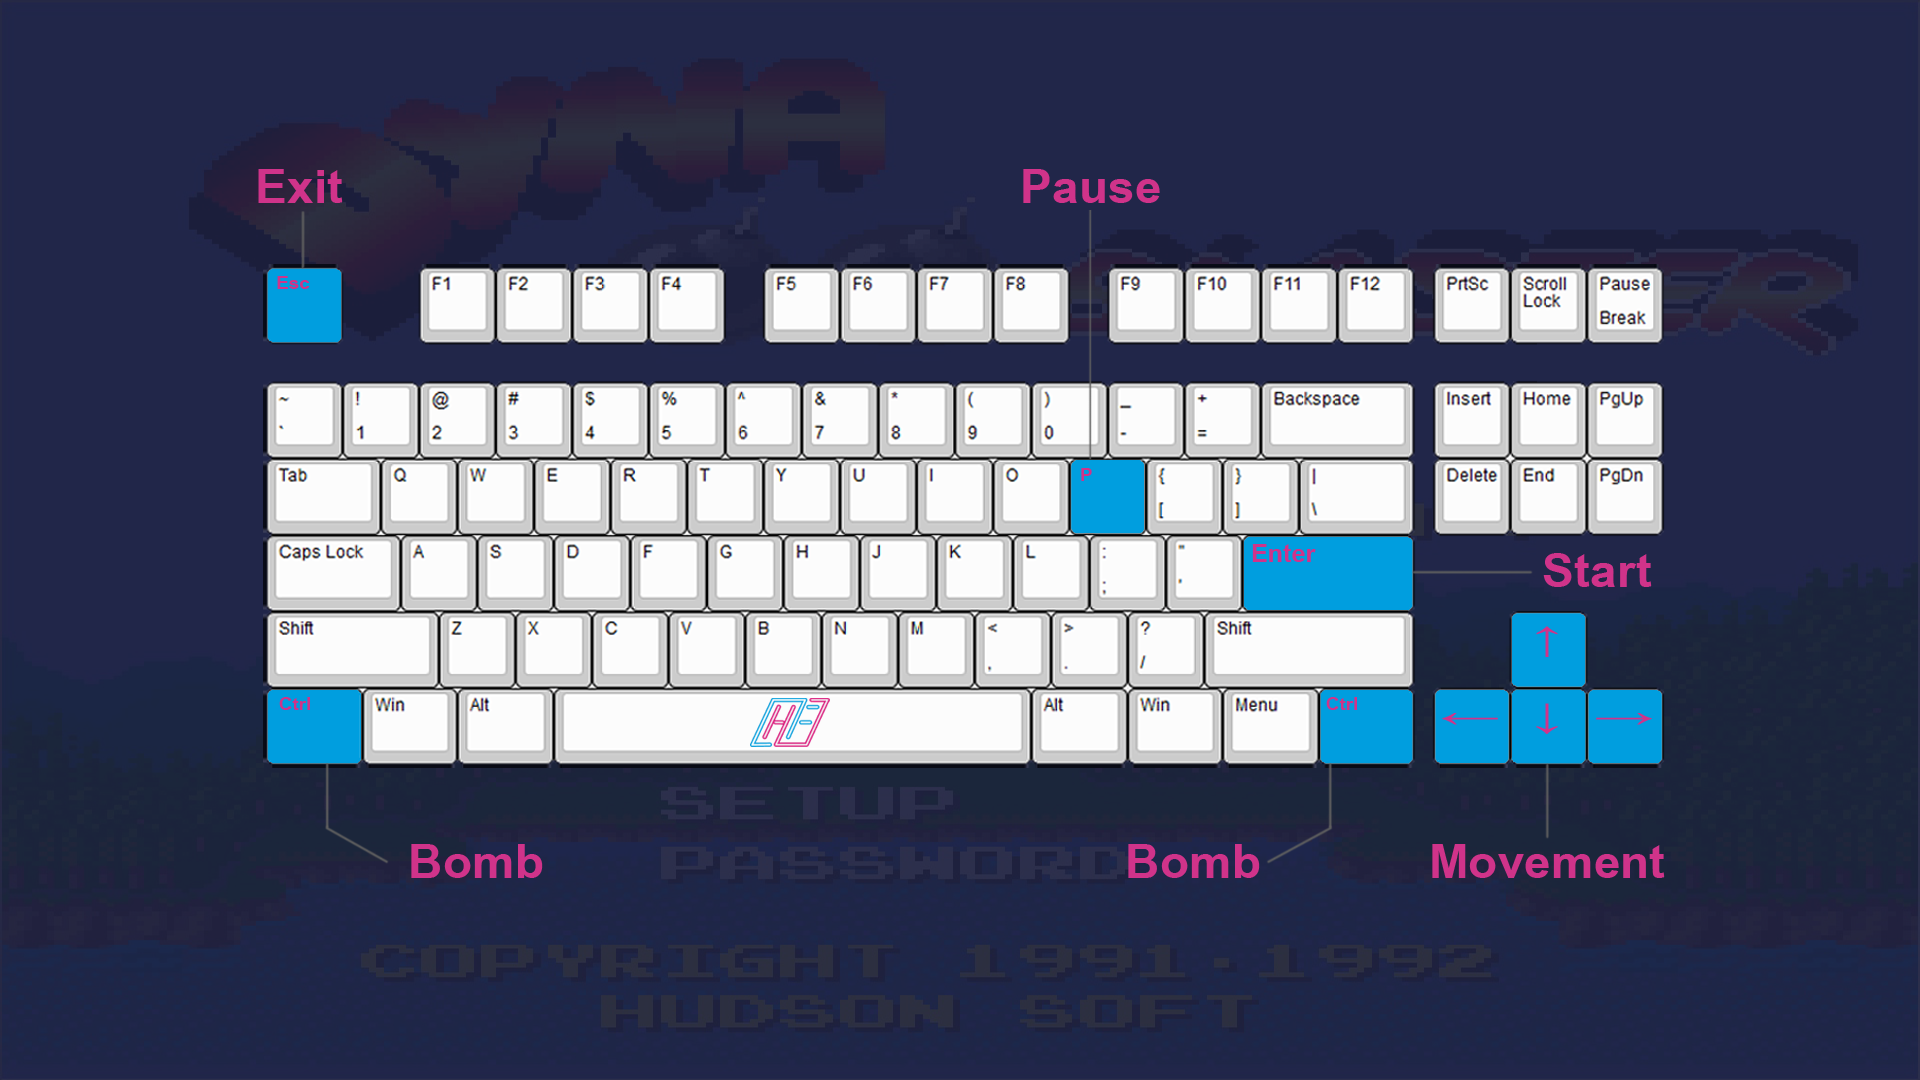 DYNA
BLASTER
Exit
Pause
Esc
F1 F2 F3 F4 F5 F6 F7 F8 F9 F10 F11 F12 PrtSc Scroll Lock Pause Break
~ ` ! 1 @ 2 # 3 $ 4 % 5 ^ 6 & 7 * 8 ( 9 ) 0 _ - + = Backspace Insert Home PgUp
Tab Q W E R T Y U I O P { [ } ] | \ Delete End PgDn
Caps Lock A S D F G H J K L : ; " ' Enter
Start
Shift Z X C V B N M < , > . ? / Shift ↑
Ctrl Win Alt Alt Win Menu Ctrl ← ↓ →
SETUP
PASSWORD
Bomb
Bomb
Movement
COPYRIGHT 1991·1992
HUDSON SOFT